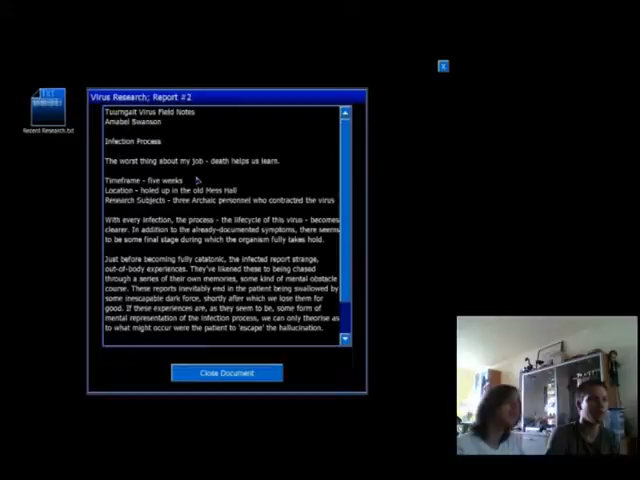 TXT
Recent Research.txt
X
Virus Research; Report #2
Tuurngait Virus Field Notes
Amabel Swanson
Infection Process
The worst thing about my job - death helps us learn.
Timeframe - five weeks
Location - holed up in the old Mess Hall
Research Subjects - three Archaic personnel who contracted the virus
With every infection, the process - the lifecycle of this virus - becomes
clearer. In addition to the already-documented symptoms, there seems
to be some final stage during which the organism fully takes hold.
Just before becoming fully catatonic, the infected report strange,
out-of-body experiences. They've likened these to being chased
through a series of their own memories, some kind of mental obstacle
course. These reports inevitably end in the patient being swallowed by
some inescapable dark force, shortly after which we lose them for
good. If these experiences are, as they seem to be, some form of
mental representation of the infection process, we can only theorise as
to what might occur were the patient to 'escape' the hallucination.
Close Document